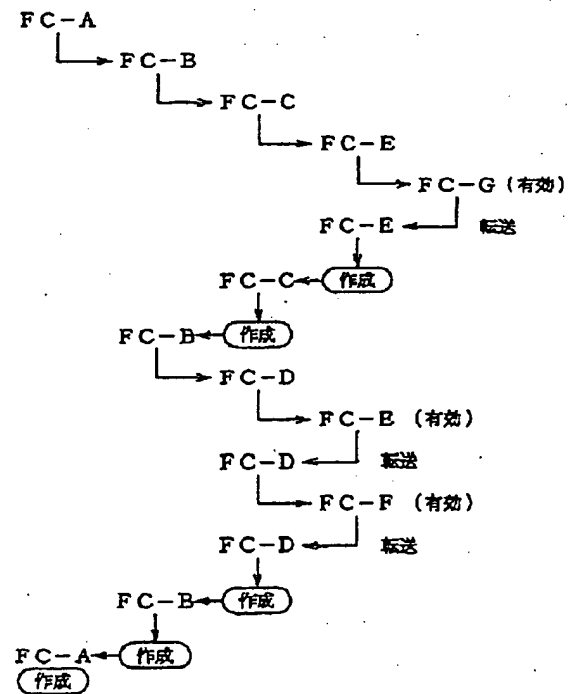 FC-A
FC-B
FC-C
FC-E
FC-G (有効)
FC-E 転送
FC-C 作成
FC-B 作成
FC-D
FC-E (有効)
FC-D 転送
FC-F (有効)
FC-D 転送
FC-B 作成
FC-A 作成
作成